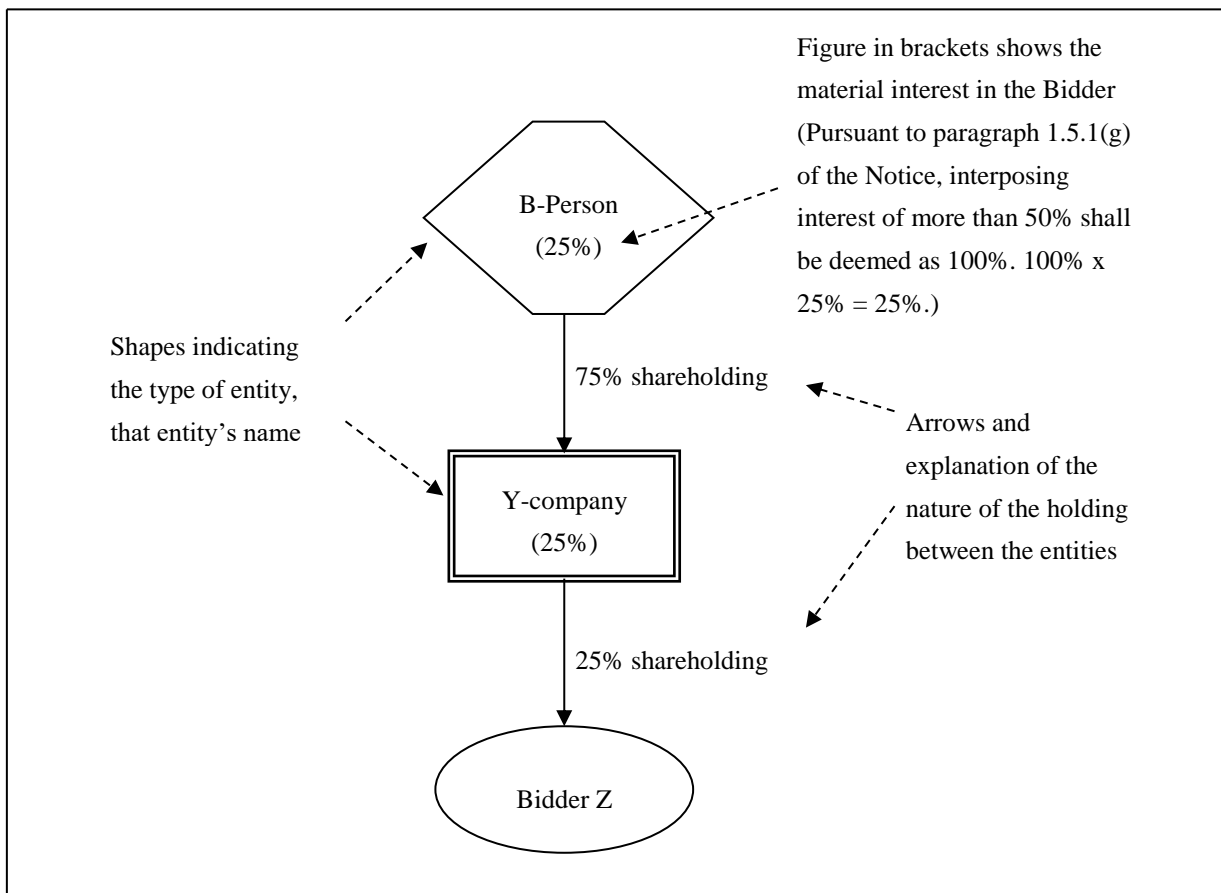 Figure in brackets shows the
material interest in the Bidder
(Pursuant to paragraph 1.5.1(g)
of the Notice, interposing
interest of more than 50% shall
be deemed as 100%. 100% x
25% = 25%.)
B-Person
(25%)
Shapes indicating
the type of entity,
that entity’s name
75% shareholding
Arrows and
explanation of the
nature of the holding
between the entities
Y-company
(25%)
25% shareholding
Bidder Z